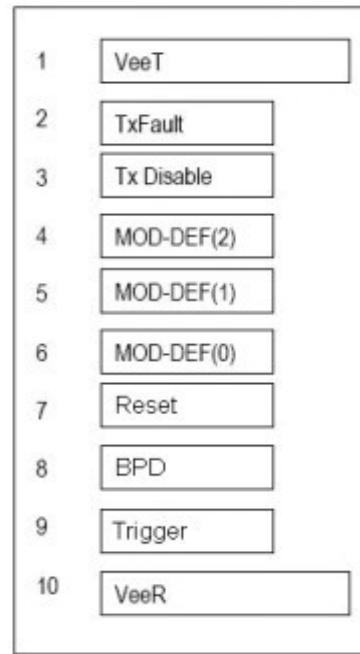 1 VeeT
2 TxFault
3 Tx Disable
4 MOD-DEF(2)
5 MOD-DEF(1)
6 MOD-DEF(0)
7 Reset
8 BPD
9 Trigger
10 VeeR